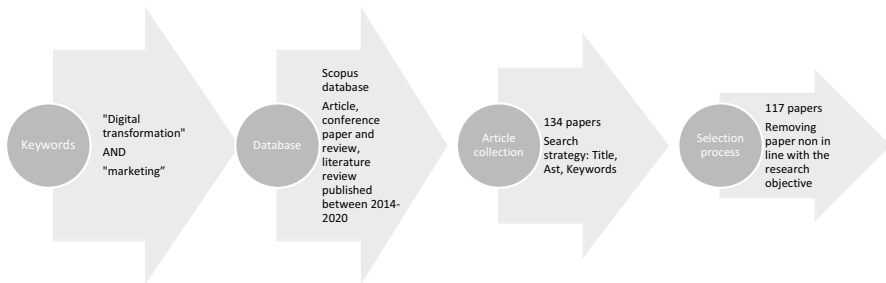 Keywords
"Digital
transformation"
AND
"marketing”
Database
Scopus
database
Article,
conference
paper and
review,
literature
review
published
between 2014-
2020
Article
collection
134 papers
Search
strategy: Title,
Ast, Keywords
Selection
process
117 papers
Removing
paper non in
line with the
research
objective